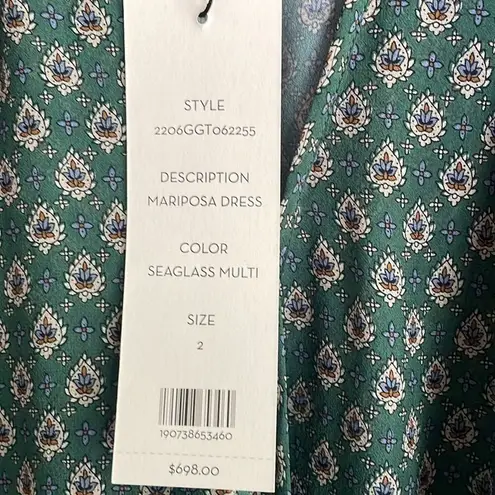 STYLE
2206GGT062255
DESCRIPTION
MARIPOSA DRESS
COLOR
SEAGLASS MULTI
SIZE
2
190738653460
$698.00